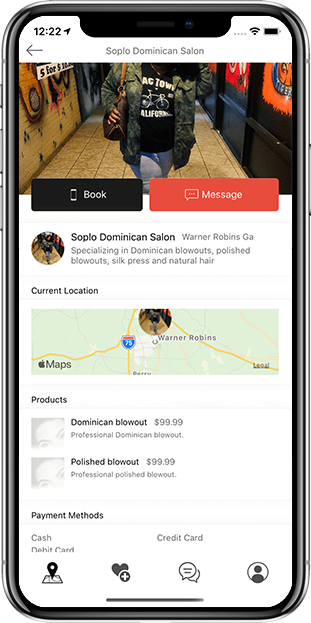 12:22
Soplo Dominican Salon
5 for 5
AC TOWN
CALIFORNIA
TIGER
Book
Message
Soplo Dominican Salon Warner Robins Ga
Specializing in Dominican blowouts, polished
blowouts, silk press and natural hair
Current Location
75
Warner Robins
Perry
Maps
Legal
Products
Dominican blowout $99.99
Professional Dominican blowout.
Polished blowout $99.99
Professional polished blowout.
Payment Methods
Cash Credit Card
Debit Card